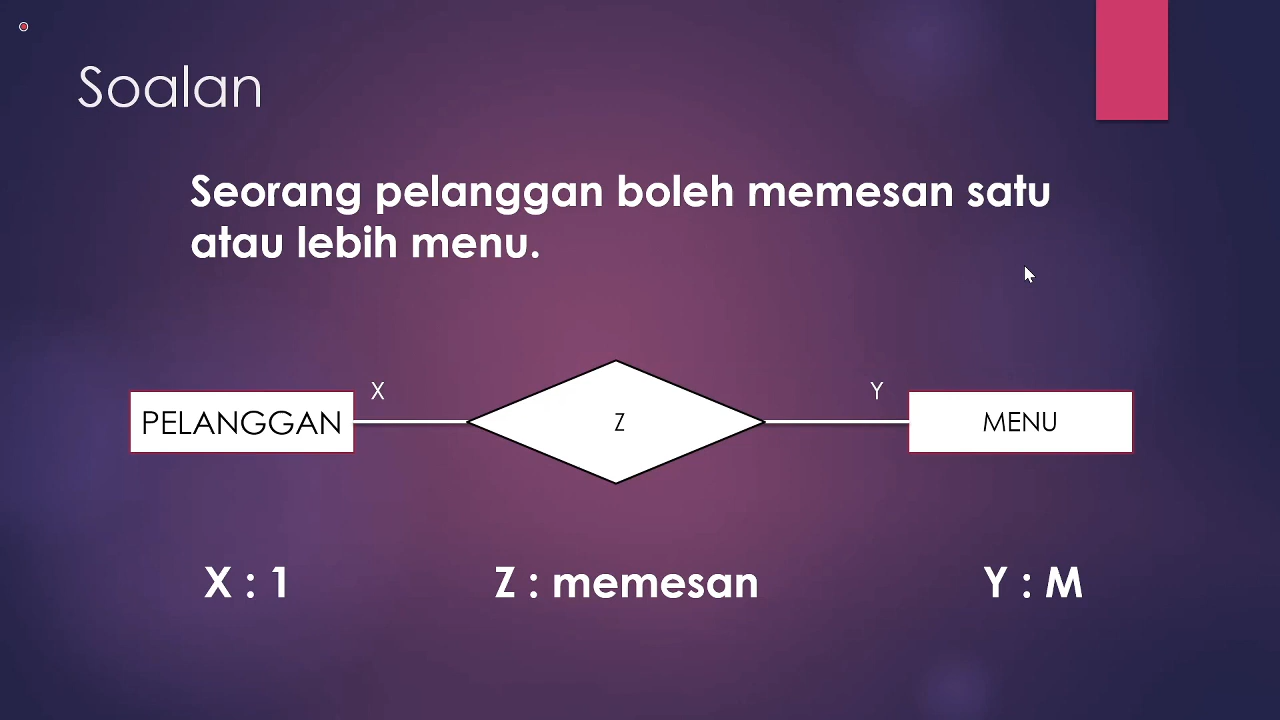 Soalan
Seorang pelanggan boleh memesan satu
atau lebih menu.
X
Y
PELANGGAN
Z
MENU
X : 1
Z : memesan
Y : M